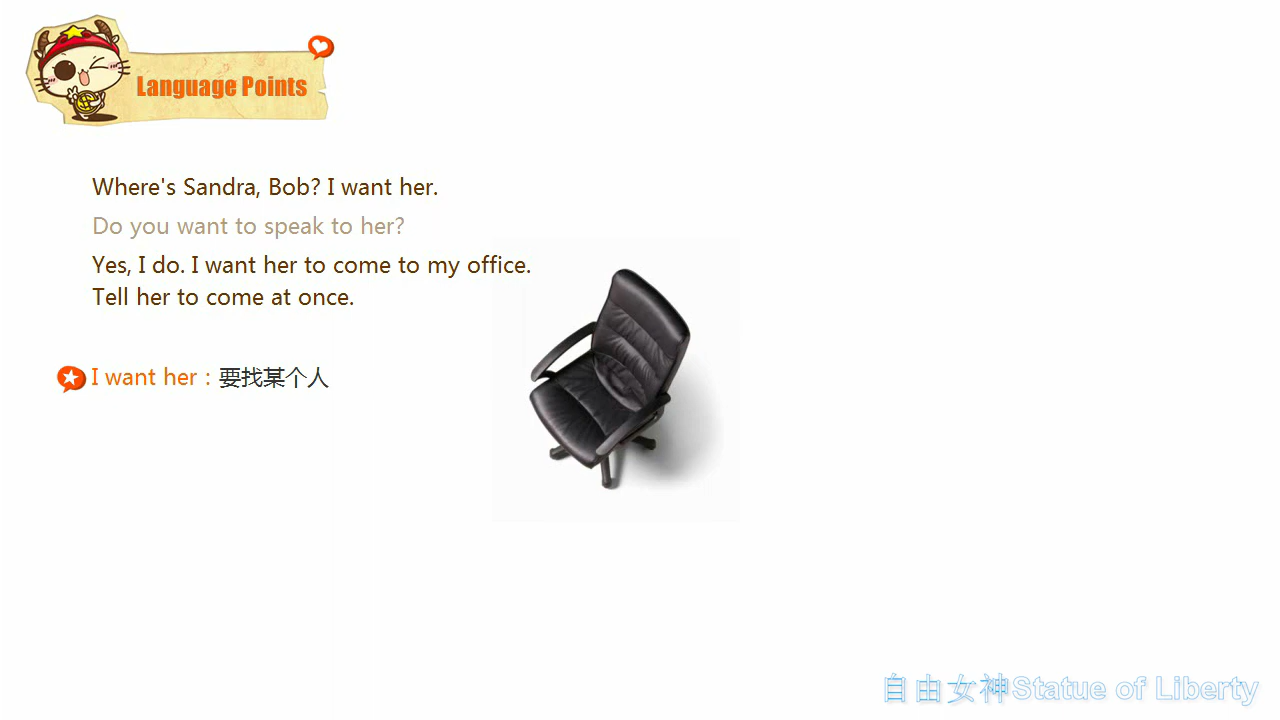 Language Points
Where's Sandra, Bob? I want her.
Do you want to speak to her?
Yes, I do. I want her to come to my office.
Tell her to come at once.
I want her : 要找某个人
自由女神Statue of Liberty